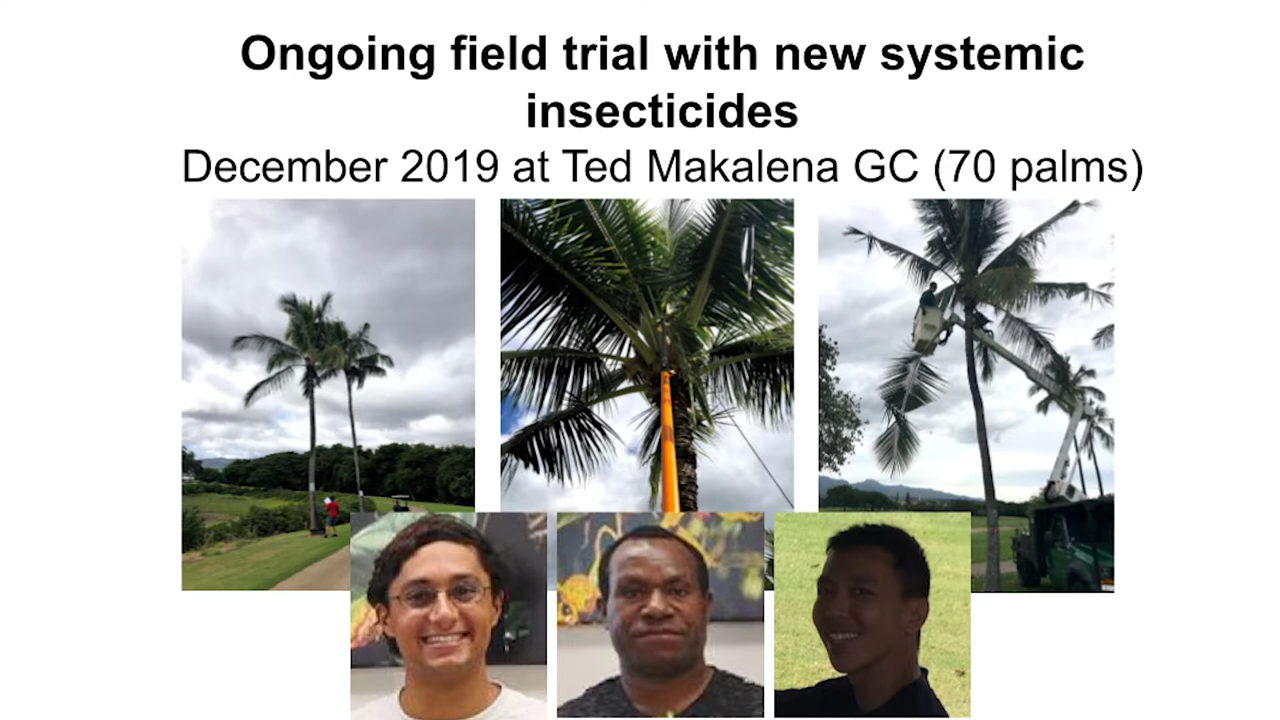 Ongoing field trial with new systemic
insecticides
December 2019 at Ted Makalena GC (70 palms)